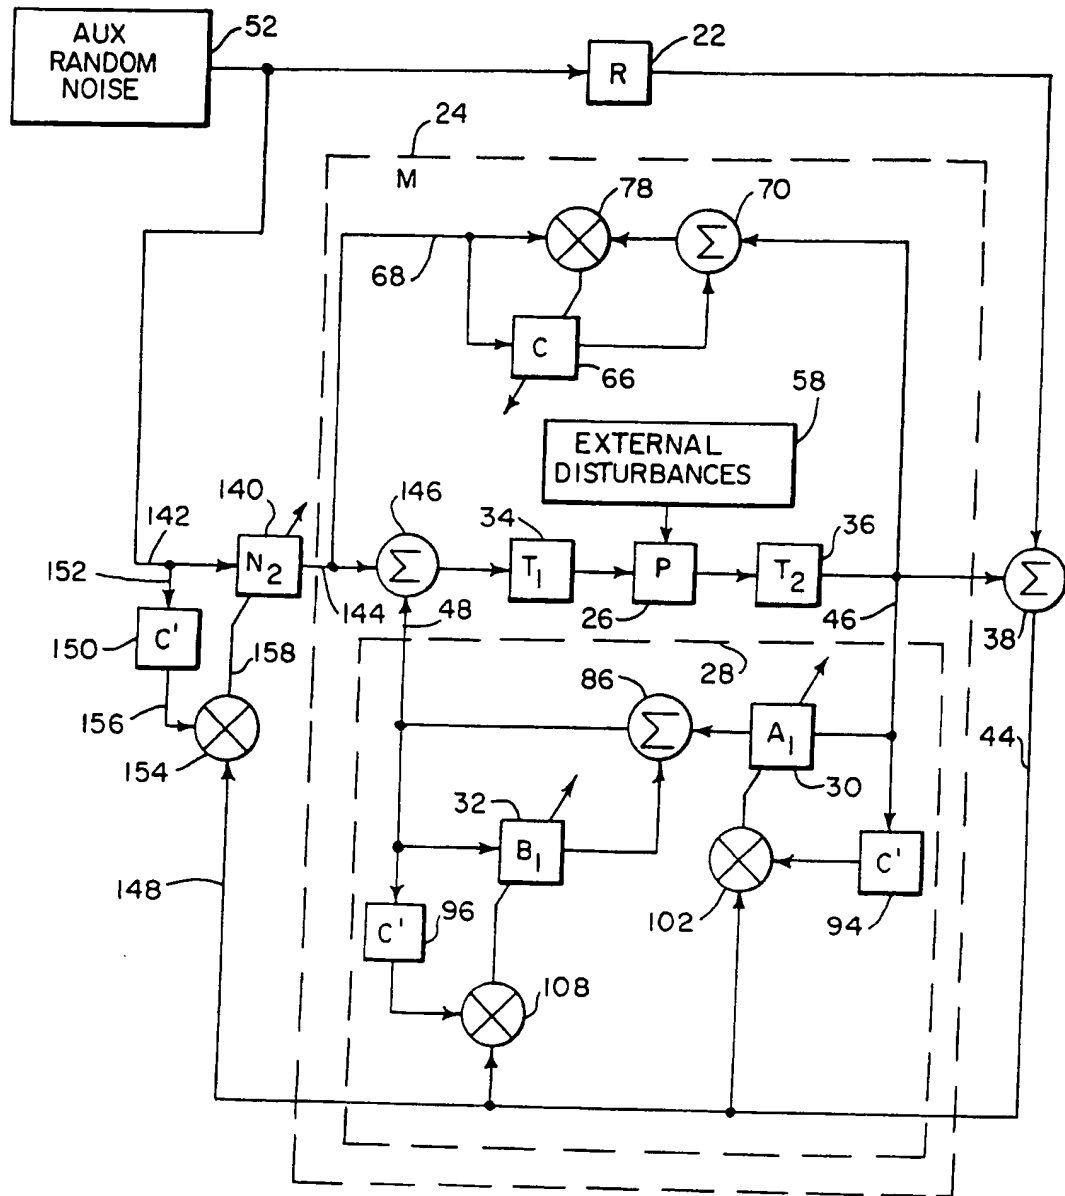 AUX
RANDOM
NOISE
52
R
22
24
M
78
70
68
C
66
58
EXTERNAL
DISTURBANCES
140
146
34
36
142
N2
Σ
T1
P
T2
Σ
152
144
48
26
46
38
150
C'
158
28
86
156
Σ
A1
44
154
32
30
B1
148
102
C'
94
C'
96
108
Σ